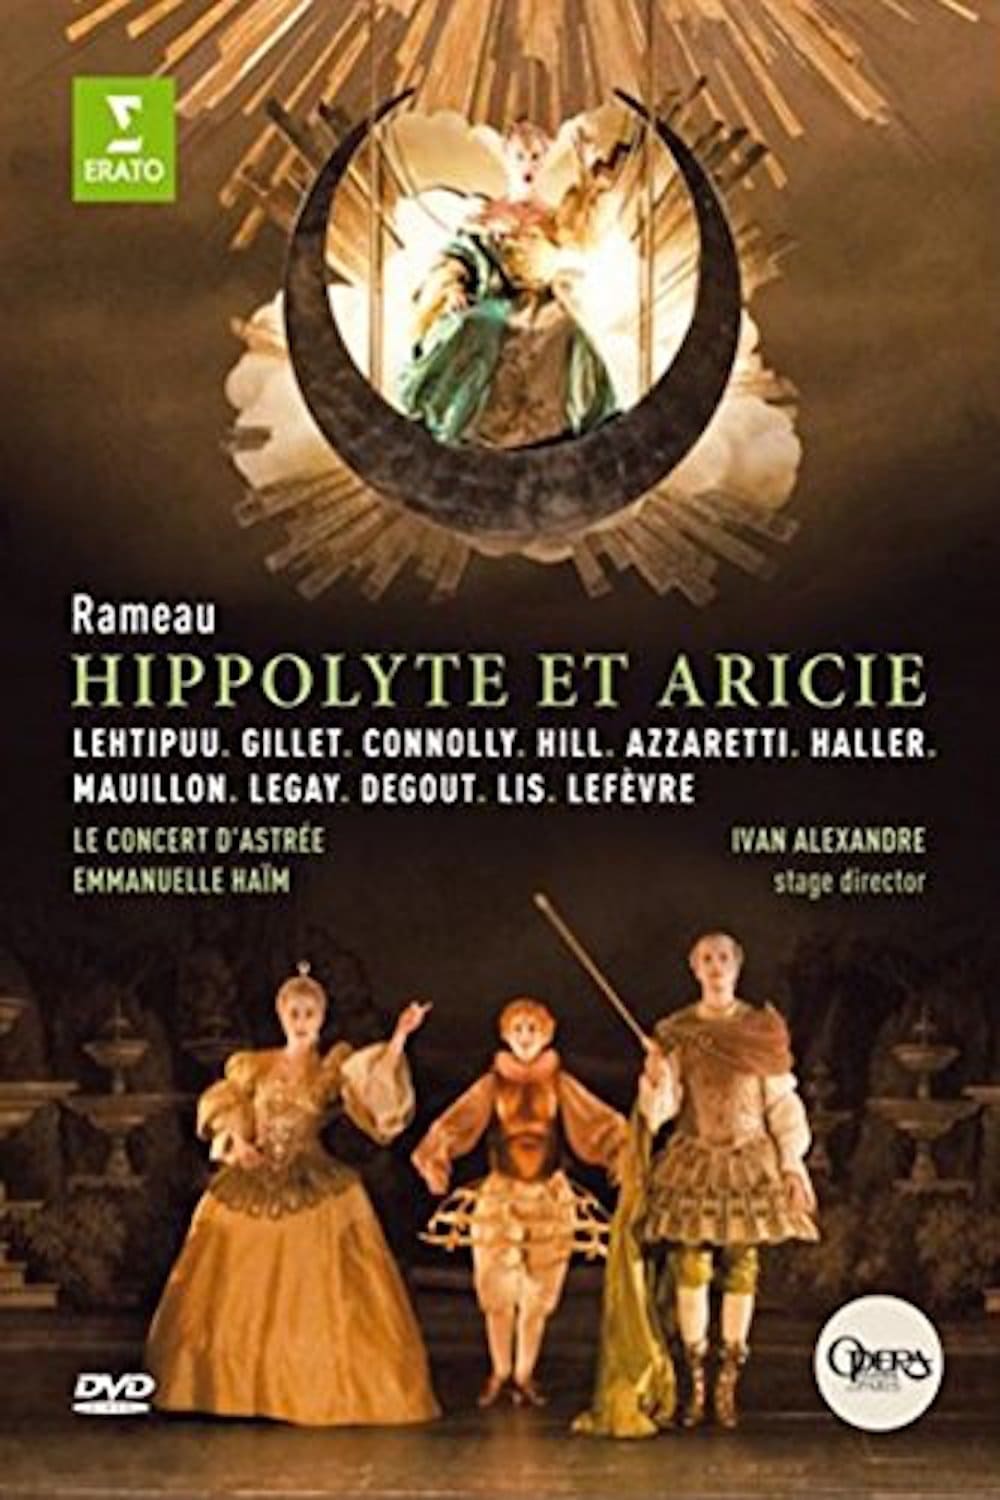 ERATO
Rameau
HIPPOLYTE ET ARICIE
LEHTIPUU. GILLET. CONNOLLY. HILL. AZZARETTI. HALLER.
MAUILLON. LEGAY. DEGOUT. LIS. LEFÈVRE
LE CONCERT D'ASTRÉE
EMMANUELLE HAÏM
IVAN ALEXANDRE
stage director
DVD
OPERA